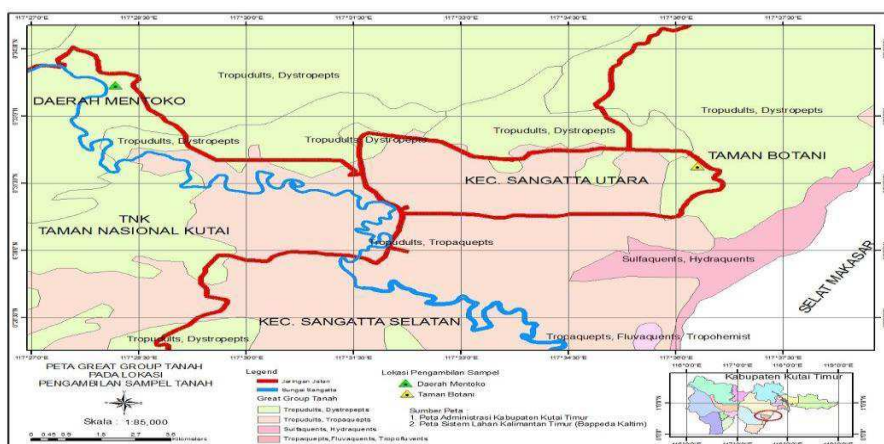 Tropudults, Dystropepts
DAERAH MENTOKO
Tropudults, Dystropepts
Tropudults, Dystropepts
Tropudults, Dystropepts
Tropudults, Dystropepts
TAMAN BOTANI
KEC. SANGATTA UTARA
TNK
TAMAN NASIONAL KUTAI
Tropudults, Tropaquepts
Sulfaquents, Hydraquents
SELAT MAKASAR
KEC. SANGATTA SELATAN
Tropudults, Dystropepts
Tropaquepts, Fluvaquents, Tropohemist
PETA GREAT GROUP TANAH
PADA LOKASI
PENGAMBILAN SAMPEL TANAH
Skala : 1:85,000
Kilometers
Legend
Jaringan Jalan
Sungai Sangatta
Great Group Tanah
Tropudults, Dystropepts
Tropudults, Tropaquepts
Sulfaquents, Hydraquents
Tropaquepts, Fluvaquents, Tropofluvents
Lokasi Pengambilan Sampel
Daerah Mentoko
Taman Botani
Sumber Peta :
1. Peta Administrasi Kabupaten Kutai Timur
2. Peta Sistem Lahan Kalimantan Timur (Bappeda Kaltim)
Kabupaten Kutai Timur